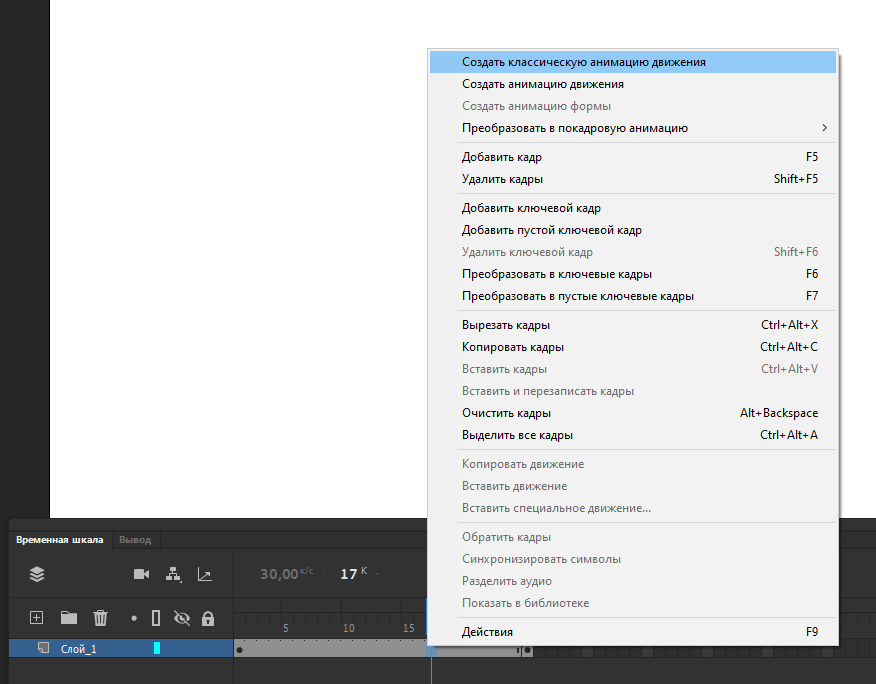 Создать классическую анимацию движения
Создать анимацию движения
Создать анимацию формы
Преобразовать в покадровую анимацию
Добавить кадр F5
Удалить кадры Shift+F5
Добавить ключевой кадр
Добавить пустой ключевой кадр
Удалить ключевой кадр Shift+F6
Преобразовать в ключевые кадры F6
Преобразовать в пустые ключевые кадры F7
Вырезать кадры Ctrl+Alt+X
Копировать кадры Ctrl+Alt+C
Вставить кадры Ctrl+Alt+V
Вставить и перезаписать кадры
Очистить кадры Alt+Backspace
Выделить все кадры Ctrl+Alt+A
Копировать движение
Вставить движение
Вставить специальное движение...
Обратить кадры
Синхронизировать символы
Разделить аудио
Показать в библиотеке
Действия F9
Временная шкала Вывод
30,00 к/с 17 К
5 10 15
Слой_1